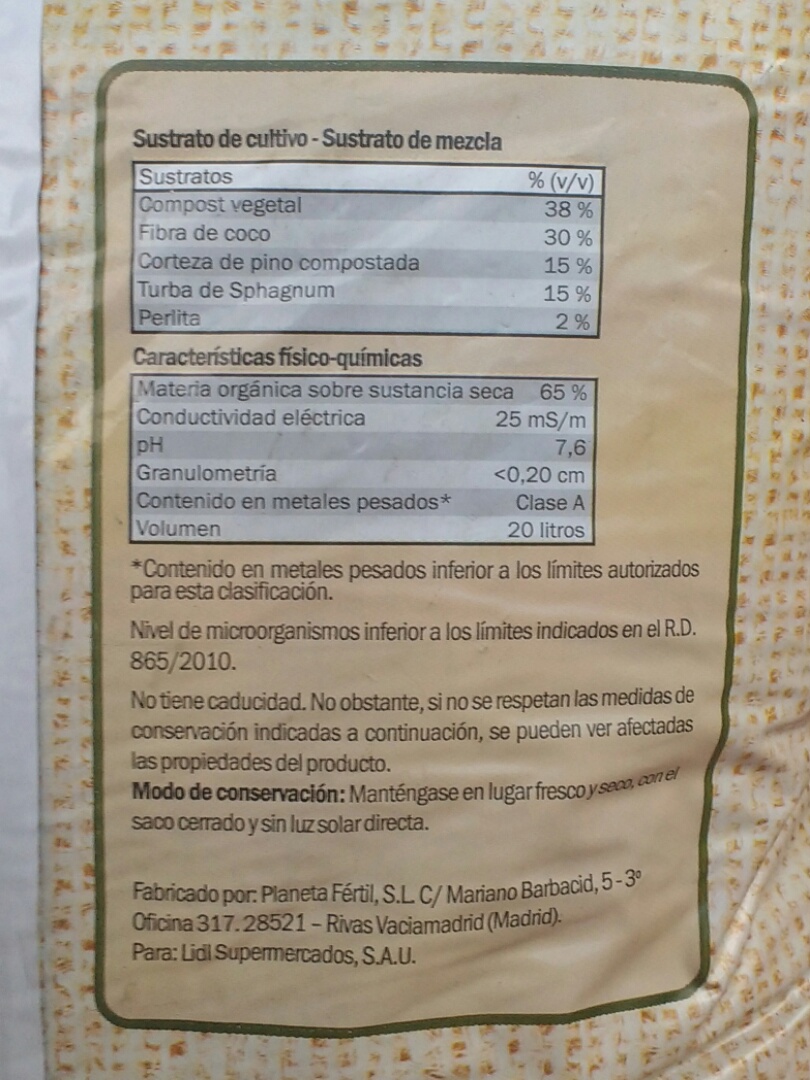 Sustrato de cultivo - Sustrato de mezcla
Sustratos % (v/v)
Compost vegetal 38 %
Fibra de coco 30 %
Corteza de pino compostada 15 %
Turba de Sphagnum 15 %
Perlita 2 %
Características físico-químicas
Materia orgánica sobre sustancia seca 65 %
Conductividad eléctrica 25 mS/m
pH 7,6
Granulometría <0,20 cm
Contenido en metales pesados* Clase A
Volumen 20 litros
*Contenido en metales pesados inferior a los límites autorizados
para esta clasificación.
Nivel de microorganismos inferior a los límites indicados en el R.D.
865/2010.
No tiene caducidad. No obstante, si no se respetan las medidas de
conservación indicadas a continuación, se pueden ver afectadas
las propiedades del producto.
Modo de conservación: Manténgase en lugar fresco y seco, con el
saco cerrado y sin luz solar directa.
Fabricado por: Planeta Fértil, S.L. C/ Mariano Barbacid, 5 - 3º
Oficina 317. 28521 – Rivas Vaciamadrid (Madrid).
Para: Lidl Supermercados, S.A.U.